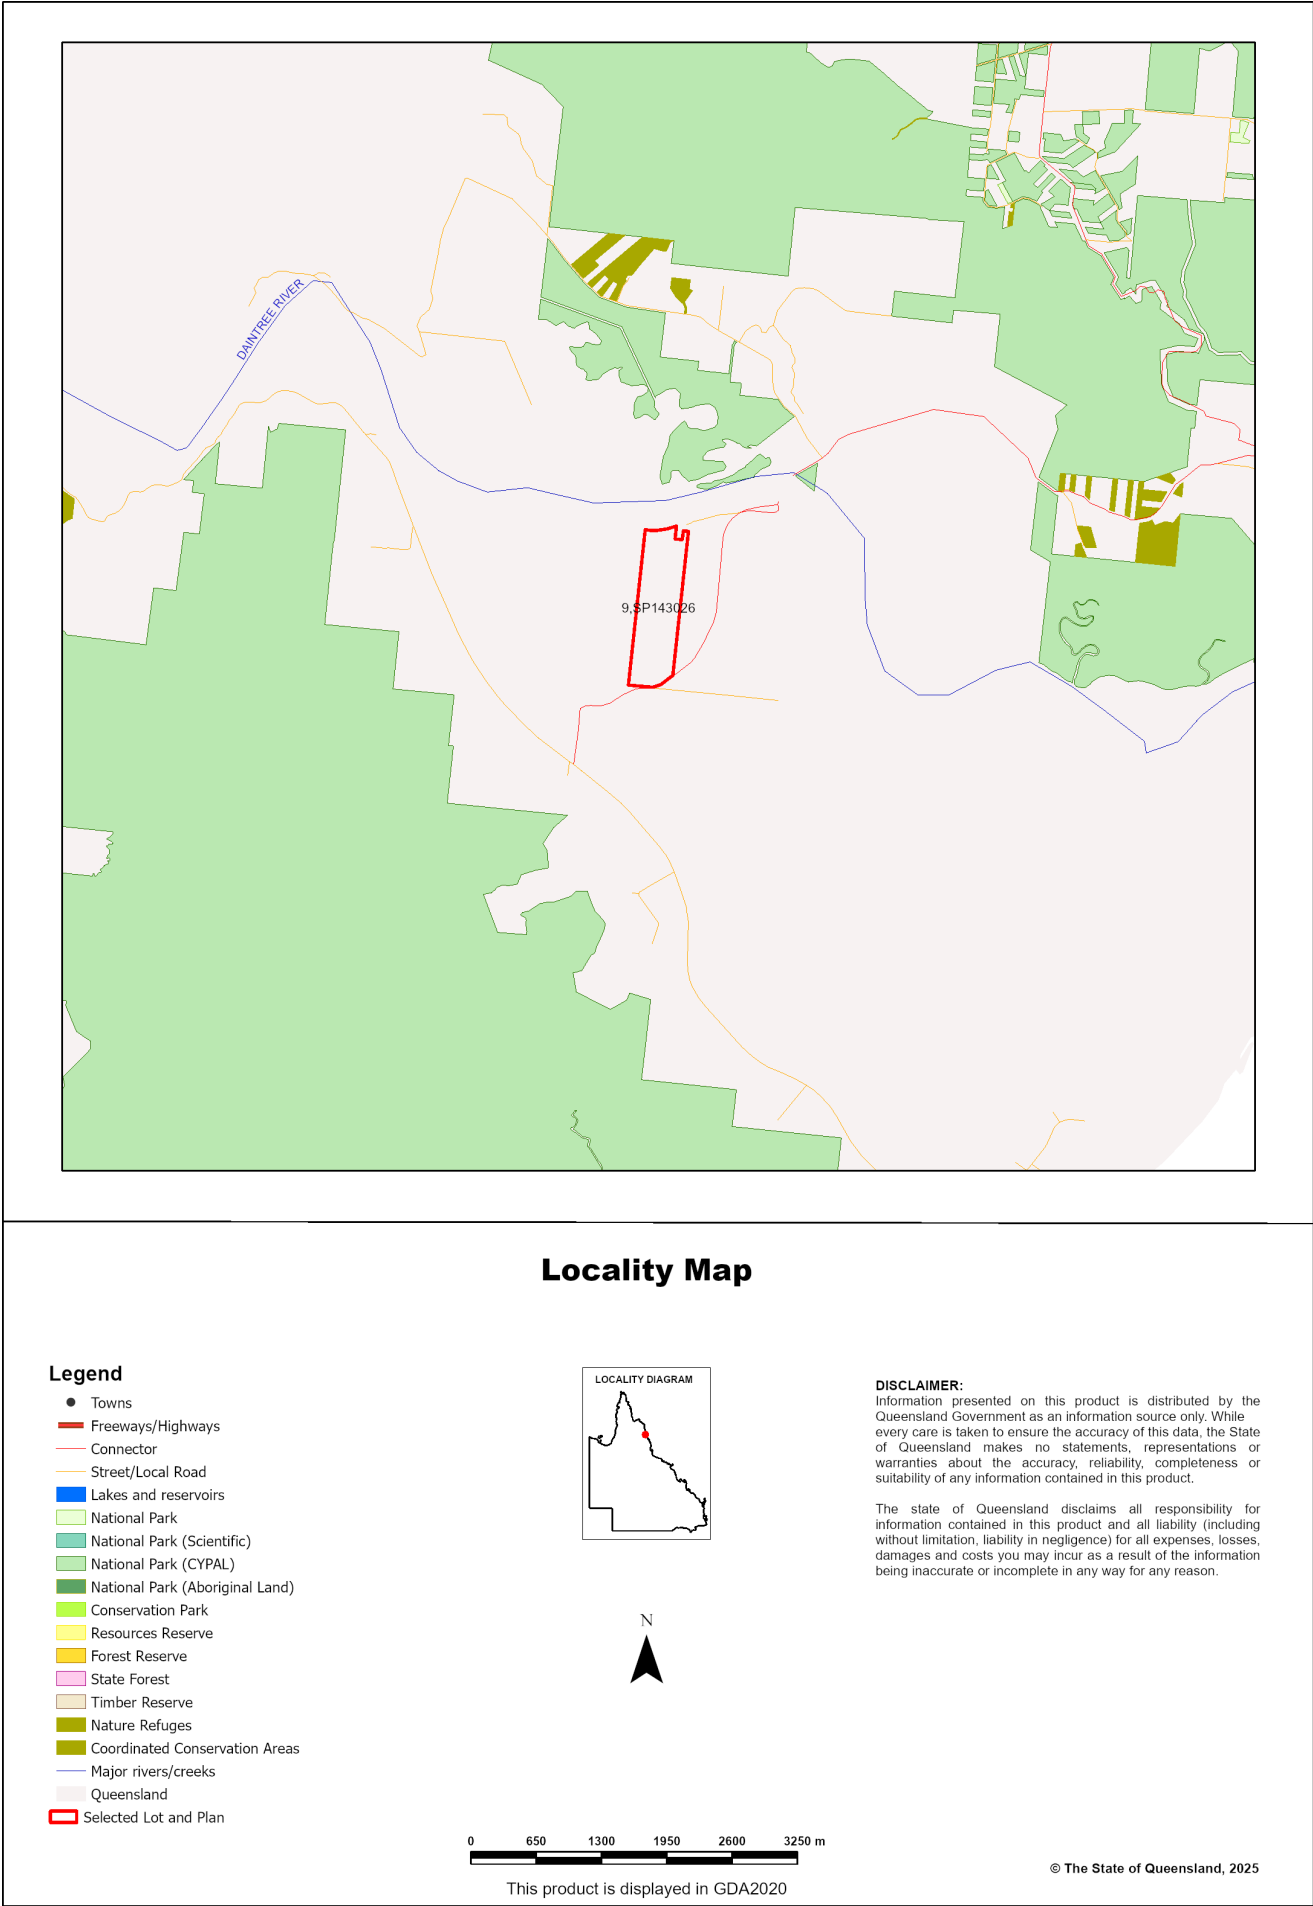 DAINTREE RIVER
9,SP143026
Locality Map
Legend
Towns
Freeways/Highways
Connector
Street/Local Road
Lakes and reservoirs
National Park
National Park (Scientific)
National Park (CYPAL)
National Park (Aboriginal Land)
Conservation Park
Resources Reserve
Forest Reserve
State Forest
Timber Reserve
Nature Refuges
Coordinated Conservation Areas
Major rivers/creeks
Queensland
Selected Lot and Plan
LOCALITY DIAGRAM
N
0 650 1300 1950 2600 3250 m
This product is displayed in GDA2020
DISCLAIMER:
Information presented on this product is distributed by the
Queensland Government as an information source only. While
every care is taken to ensure the accuracy of this data, the State
of Queensland makes no statements, representations or
warranties about the accuracy, reliability, completeness or
suitability of any information contained in this product.
The state of Queensland disclaims all responsibility for
information contained in this product and all liability (including
without limitation, liability in negligence) for all expenses, losses,
damages and costs you may incur as a result of the information
being inaccurate or incomplete in any way for any reason.
© The State of Queensland, 2025